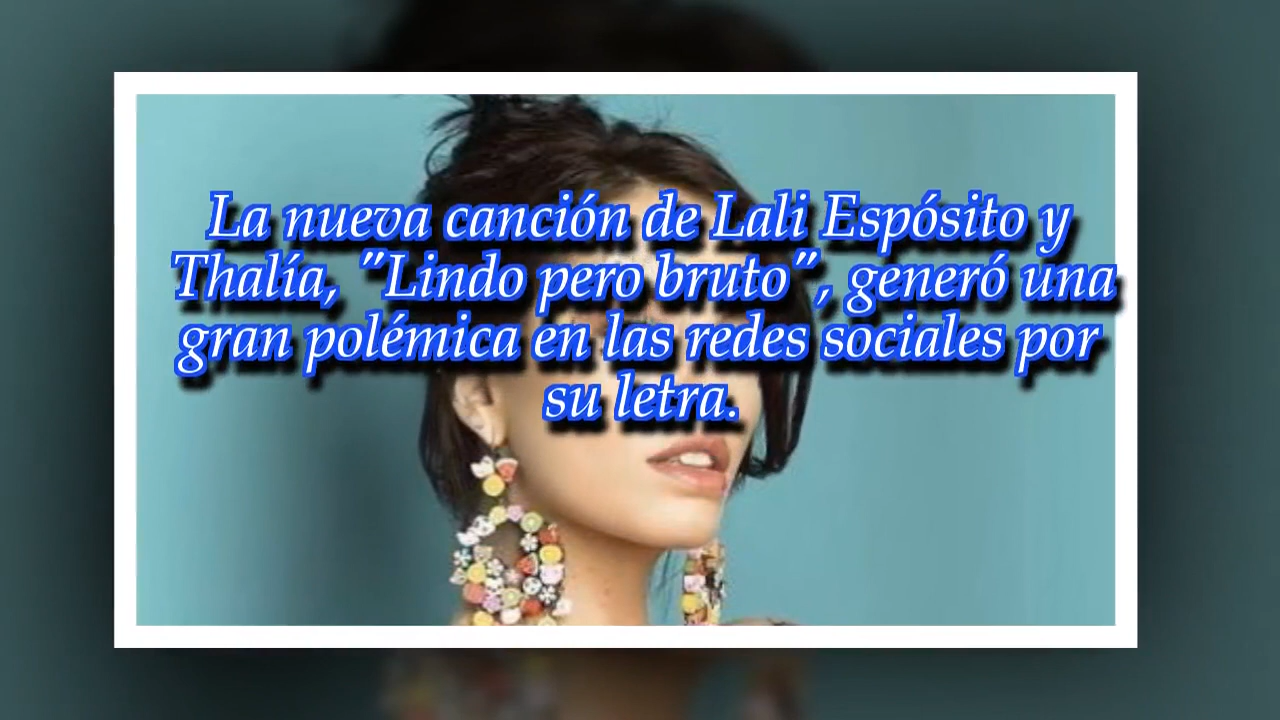 La nueva canción de Lali Espósito y
Thalía, "Lindo pero bruto", generó una
gran polémica en las redes sociales por
su letra.